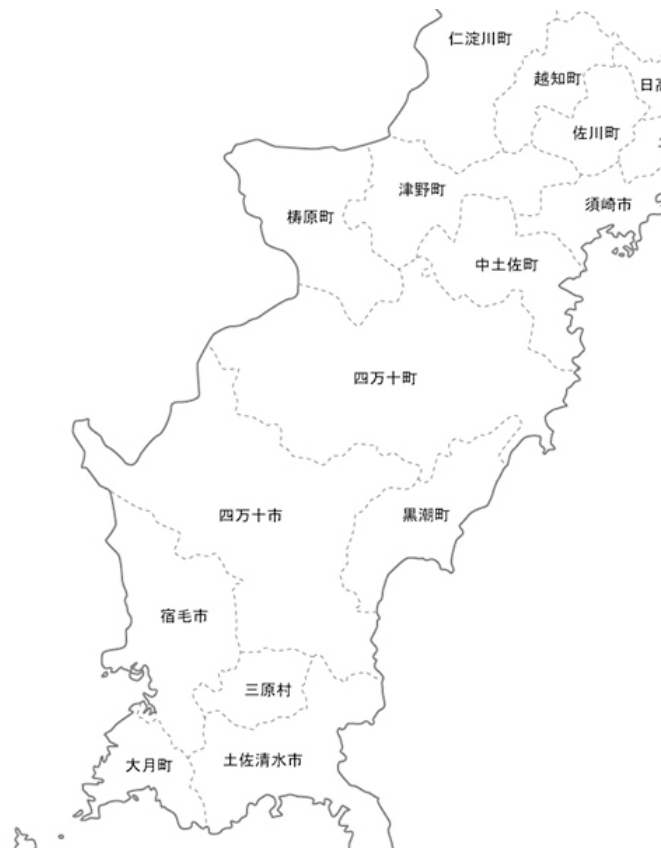 仁淀川町
越知町
日高
佐川町
津野町
須崎市
梼原町
中土佐町
四万十町
四万十市
黒潮町
宿毛市
三原村
土佐清水市
大月町